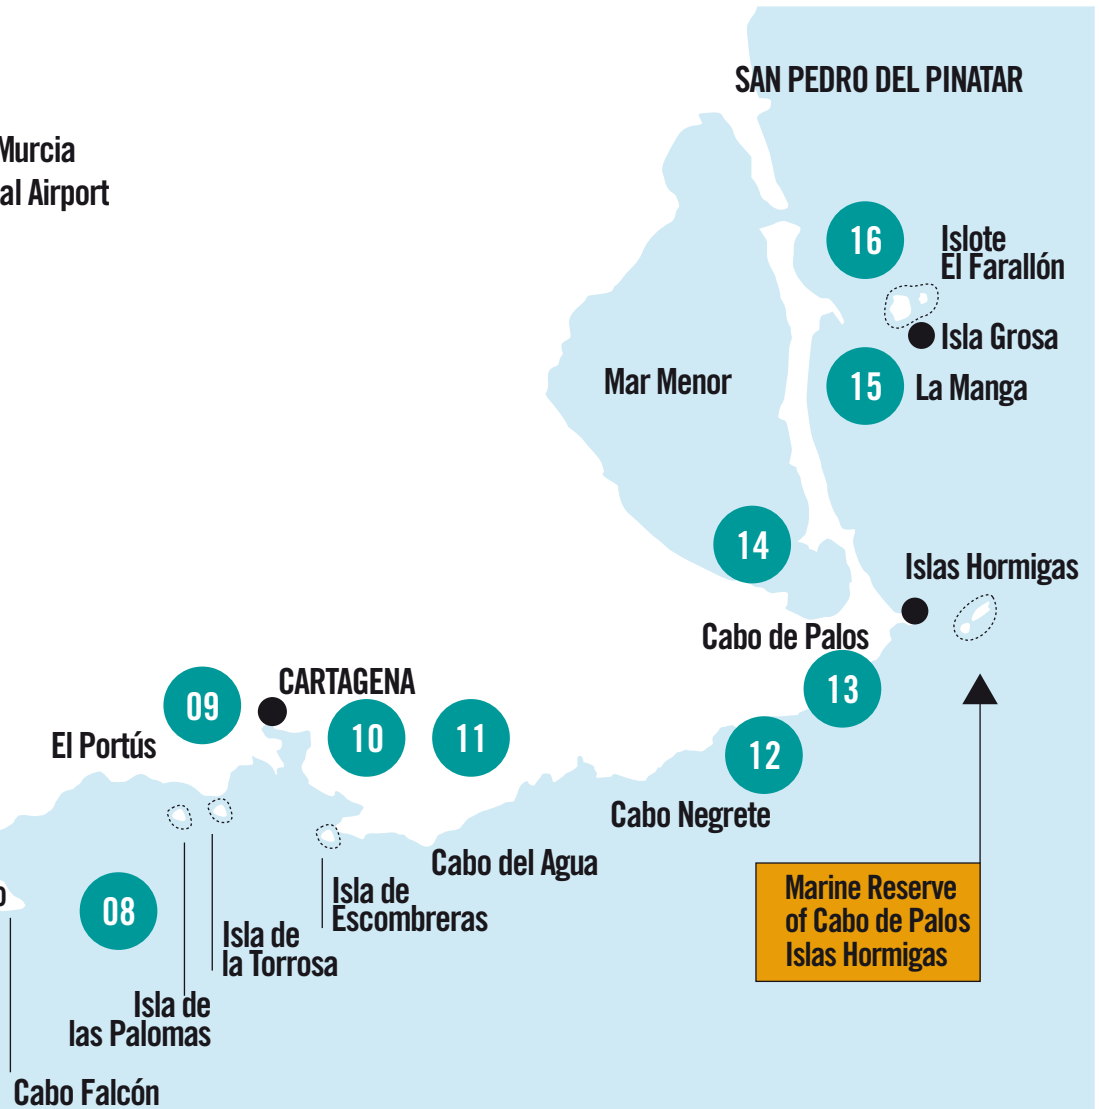 SAN PEDRO DEL PINATAR
Murcia
al Airport
16
Islote
El Farallón
Isla Grosa
Mar Menor
15
La Manga
14
Islas Hormigas
Cabo de Palos
13
CARTAGENA
09
10
11
El Portús
12
Cabo Negrete
Cabo del Agua
Marine Reserve
of Cabo de Palos
Islas Hormigas
08
Isla de
Escombreras
Isla de
la Torrosa
Isla de
las Palomas
Cabo Falcón